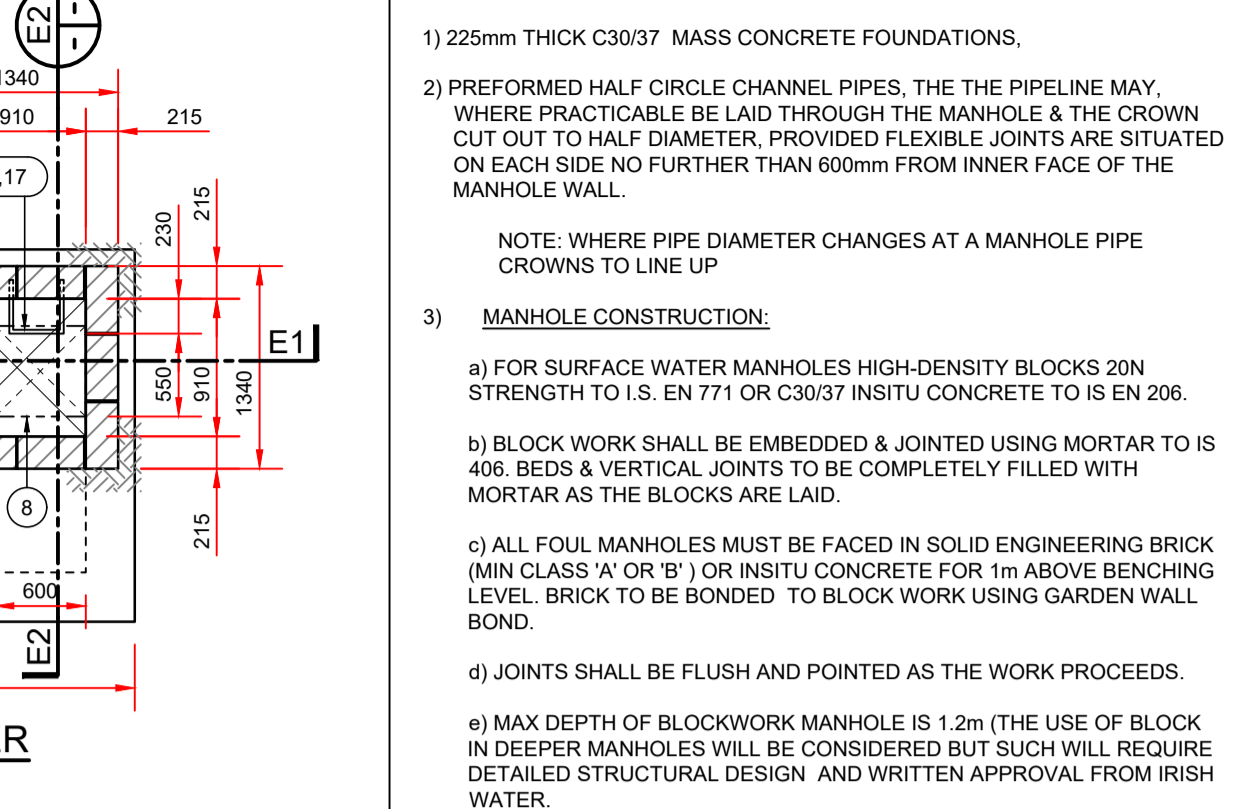 E2
1340
910
215
,17
230
215
E1
550
910
1340
8
215
600
E2
ER
1) 225mm THICK C30/37 MASS CONCRETE FOUNDATIONS,
2) PREFORMED HALF CIRCLE CHANNEL PIPES, THE THE PIPELINE MAY,
WHERE PRACTICABLE BE LAID THROUGH THE MANHOLE & THE CROWN
CUT OUT TO HALF DIAMETER, PROVIDED FLEXIBLE JOINTS ARE SITUATED
ON EACH SIDE NO FURTHER THAN 600mm FROM INNER FACE OF THE
MANHOLE WALL.
NOTE: WHERE PIPE DIAMETER CHANGES AT A MANHOLE PIPE
CROWNS TO LINE UP
3) MANHOLE CONSTRUCTION:
a) FOR SURFACE WATER MANHOLES HIGH-DENSITY BLOCKS 20N
STRENGTH TO I.S. EN 771 OR C30/37 INSITU CONCRETE TO IS EN 206.
b) BLOCK WORK SHALL BE EMBEDDED & JOINTED USING MORTAR TO IS
406. BEDS & VERTICAL JOINTS TO BE COMPLETELY FILLED WITH
MORTAR AS THE BLOCKS ARE LAID.
c) ALL FOUL MANHOLES MUST BE FACED IN SOLID ENGINEERING BRICK
(MIN CLASS 'A' OR 'B' ) OR INSITU CONCRETE FOR 1m ABOVE BENCHING
LEVEL. BRICK TO BE BONDED TO BLOCK WORK USING GARDEN WALL
BOND.
d) JOINTS SHALL BE FLUSH AND POINTED AS THE WORK PROCEEDS.
e) MAX DEPTH OF BLOCKWORK MANHOLE IS 1.2m (THE USE OF BLOCK
IN DEEPER MANHOLES WILL BE CONSIDERED BUT SUCH WILL REQUIRE
DETAILED STRUCTURAL DESIGN AND WRITTEN APPROVAL FROM IRISH
WATER.